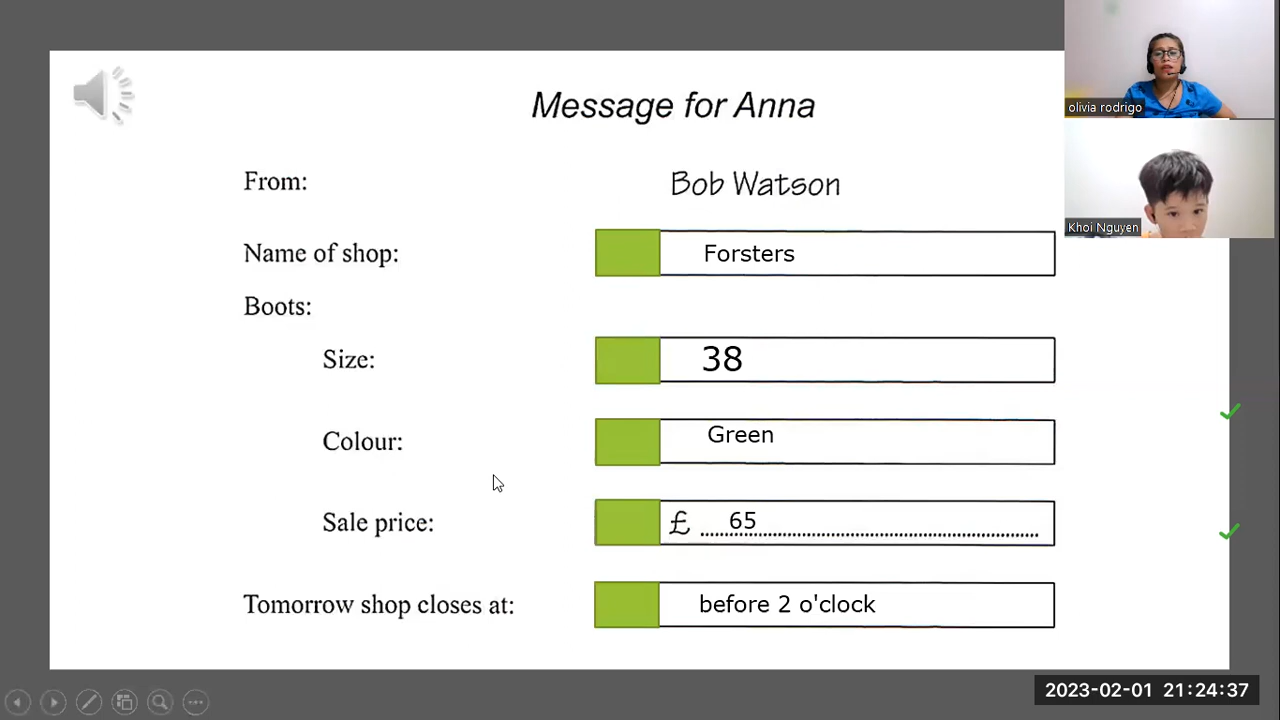 Message for Anna
olivia rodrigo
From: Bob Watson
Khoi Nguyen
Name of shop: Forsters
Boots:
Size: 38
Colour: Green
Sale price: £ 65
Tomorrow shop closes at: before 2 o'clock
2023-02-01 21:24:37